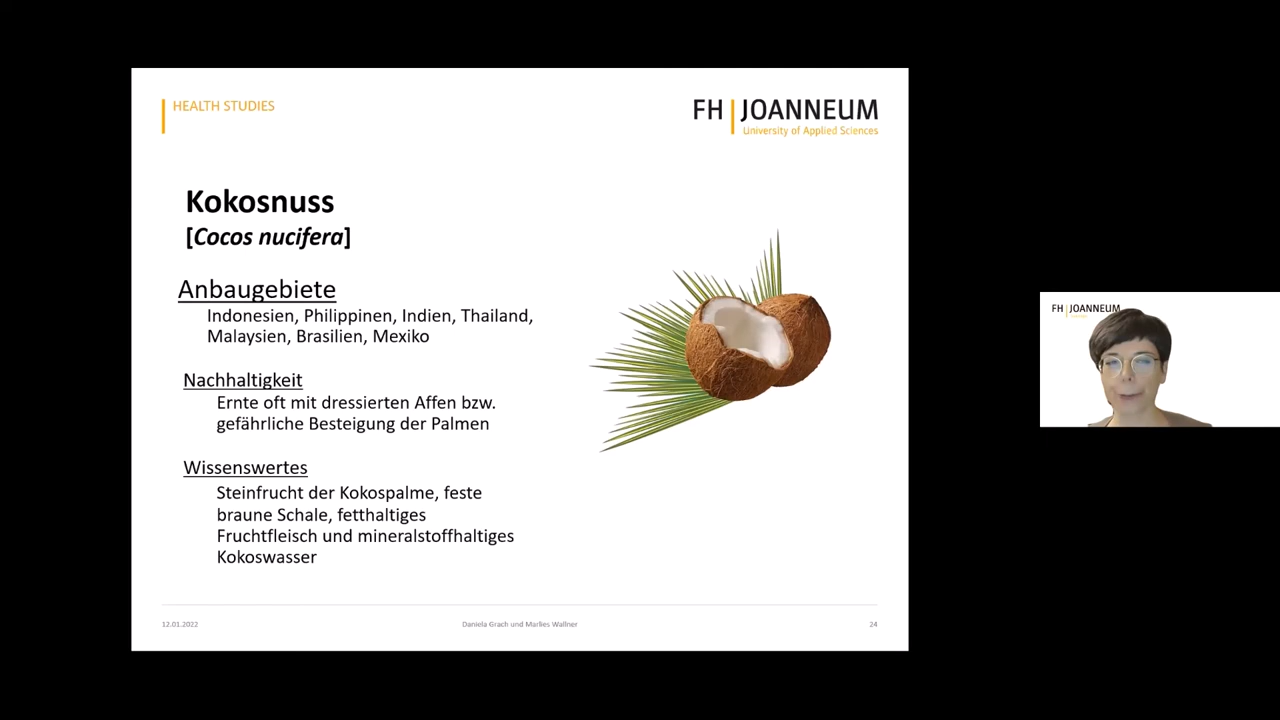 HEALTH STUDIES
FH JOANNEUM
University of Applied Sciences
Kokosnuss
[Cocos nucifera]
Anbaugebiete
Indonesien, Philippinen, Indien, Thailand,
Malaysien, Brasilien, Mexiko
Nachhaltigkeit
Ernte oft mit dressierten Affen bzw.
gefährliche Besteigung der Palmen
Wissenswertes
Steinfrucht der Kokospalme, feste
braune Schale, fetthaltiges
Fruchtfleisch und mineralstoffhaltiges
Kokoswasser
12.01.2022
Daniela Grach und Marlies Wallner
24
FH JOANNEUM